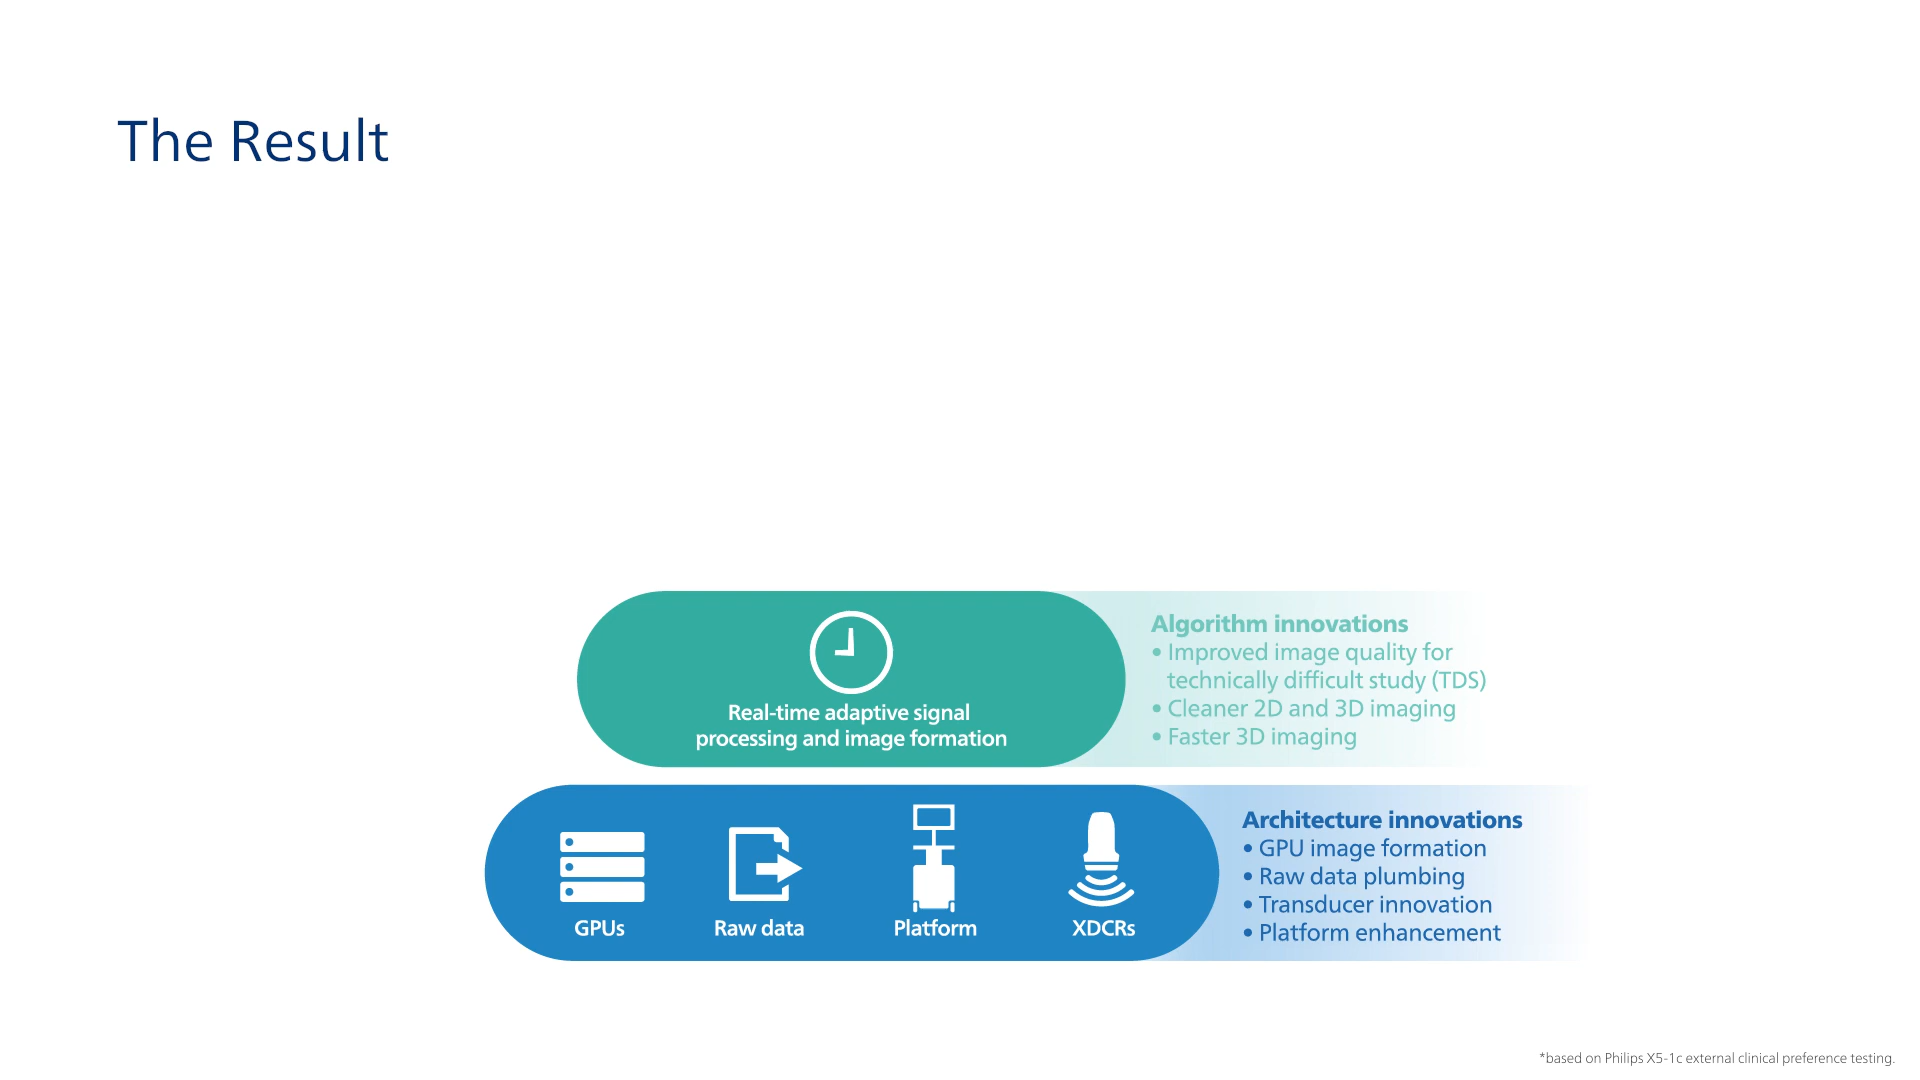 The Result
Real-time adaptive signal
processing and image formation
Algorithm innovations
• Improved image quality for
technically difficult study (TDS)
• Cleaner 2D and 3D imaging
• Faster 3D imaging
GPUs
Raw data
Platform
XDCRs
Architecture innovations
• GPU image formation
• Raw data plumbing
• Transducer innovation
• Platform enhancement
*based on Philips X5-1c external clinical preference testing.